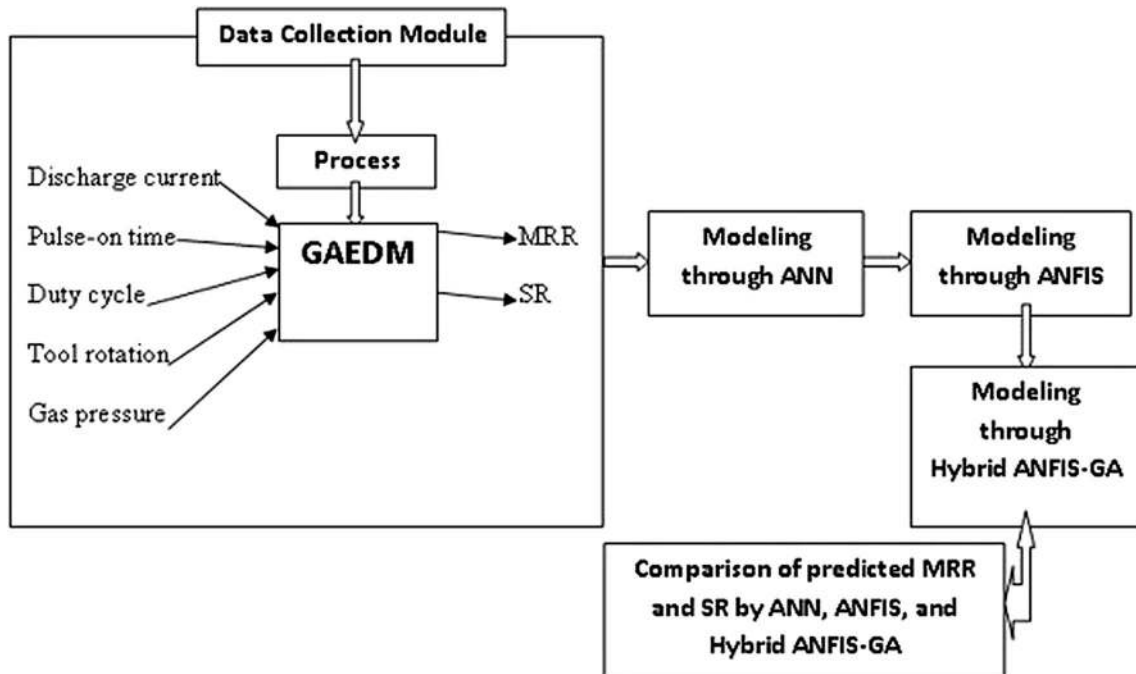 Data Collection Module
Process
Discharge current
Pulse-on time
Duty cycle
Tool rotation
Gas pressure
GAEDM
MRR
SR
Modeling
through ANN
Modeling
through ANFIS
Modeling
through
Hybrid ANFIS-GA
Comparison of predicted MRR
and SR by ANN, ANFIS, and
Hybrid ANFIS-GA